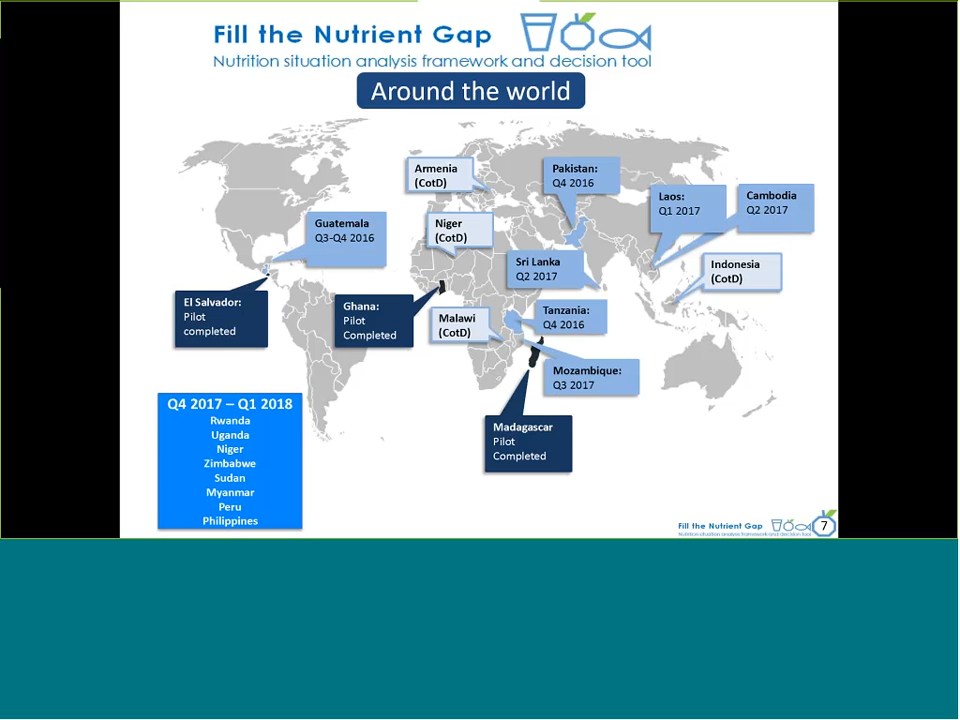 Fill the Nutrient Gap
Nutrition situation analysis framework and decision tool
Around the world
Armenia
(CotD)
Pakistan:
Q4 2016
Laos:
Q1 2017
Cambodia
Q2 2017
Guatemala
Q3-Q4 2016
Niger
(CotD)
Sri Lanka
Q2 2017
Indonesia
(CotD)
El Salvador:
Pilot
completed
Ghana:
Pilot
Completed
Malawi
(CotD)
Tanzania:
Q4 2016
Mozambique:
Q3 2017
Madagascar
Pilot
Completed
Q4 2017 – Q1 2018
Rwanda
Uganda
Niger
Zimbabwe
Sudan
Myanmar
Peru
Philippines
Fill the Nutrient Gap
Nutrition situation analysis framework and decision tool
7